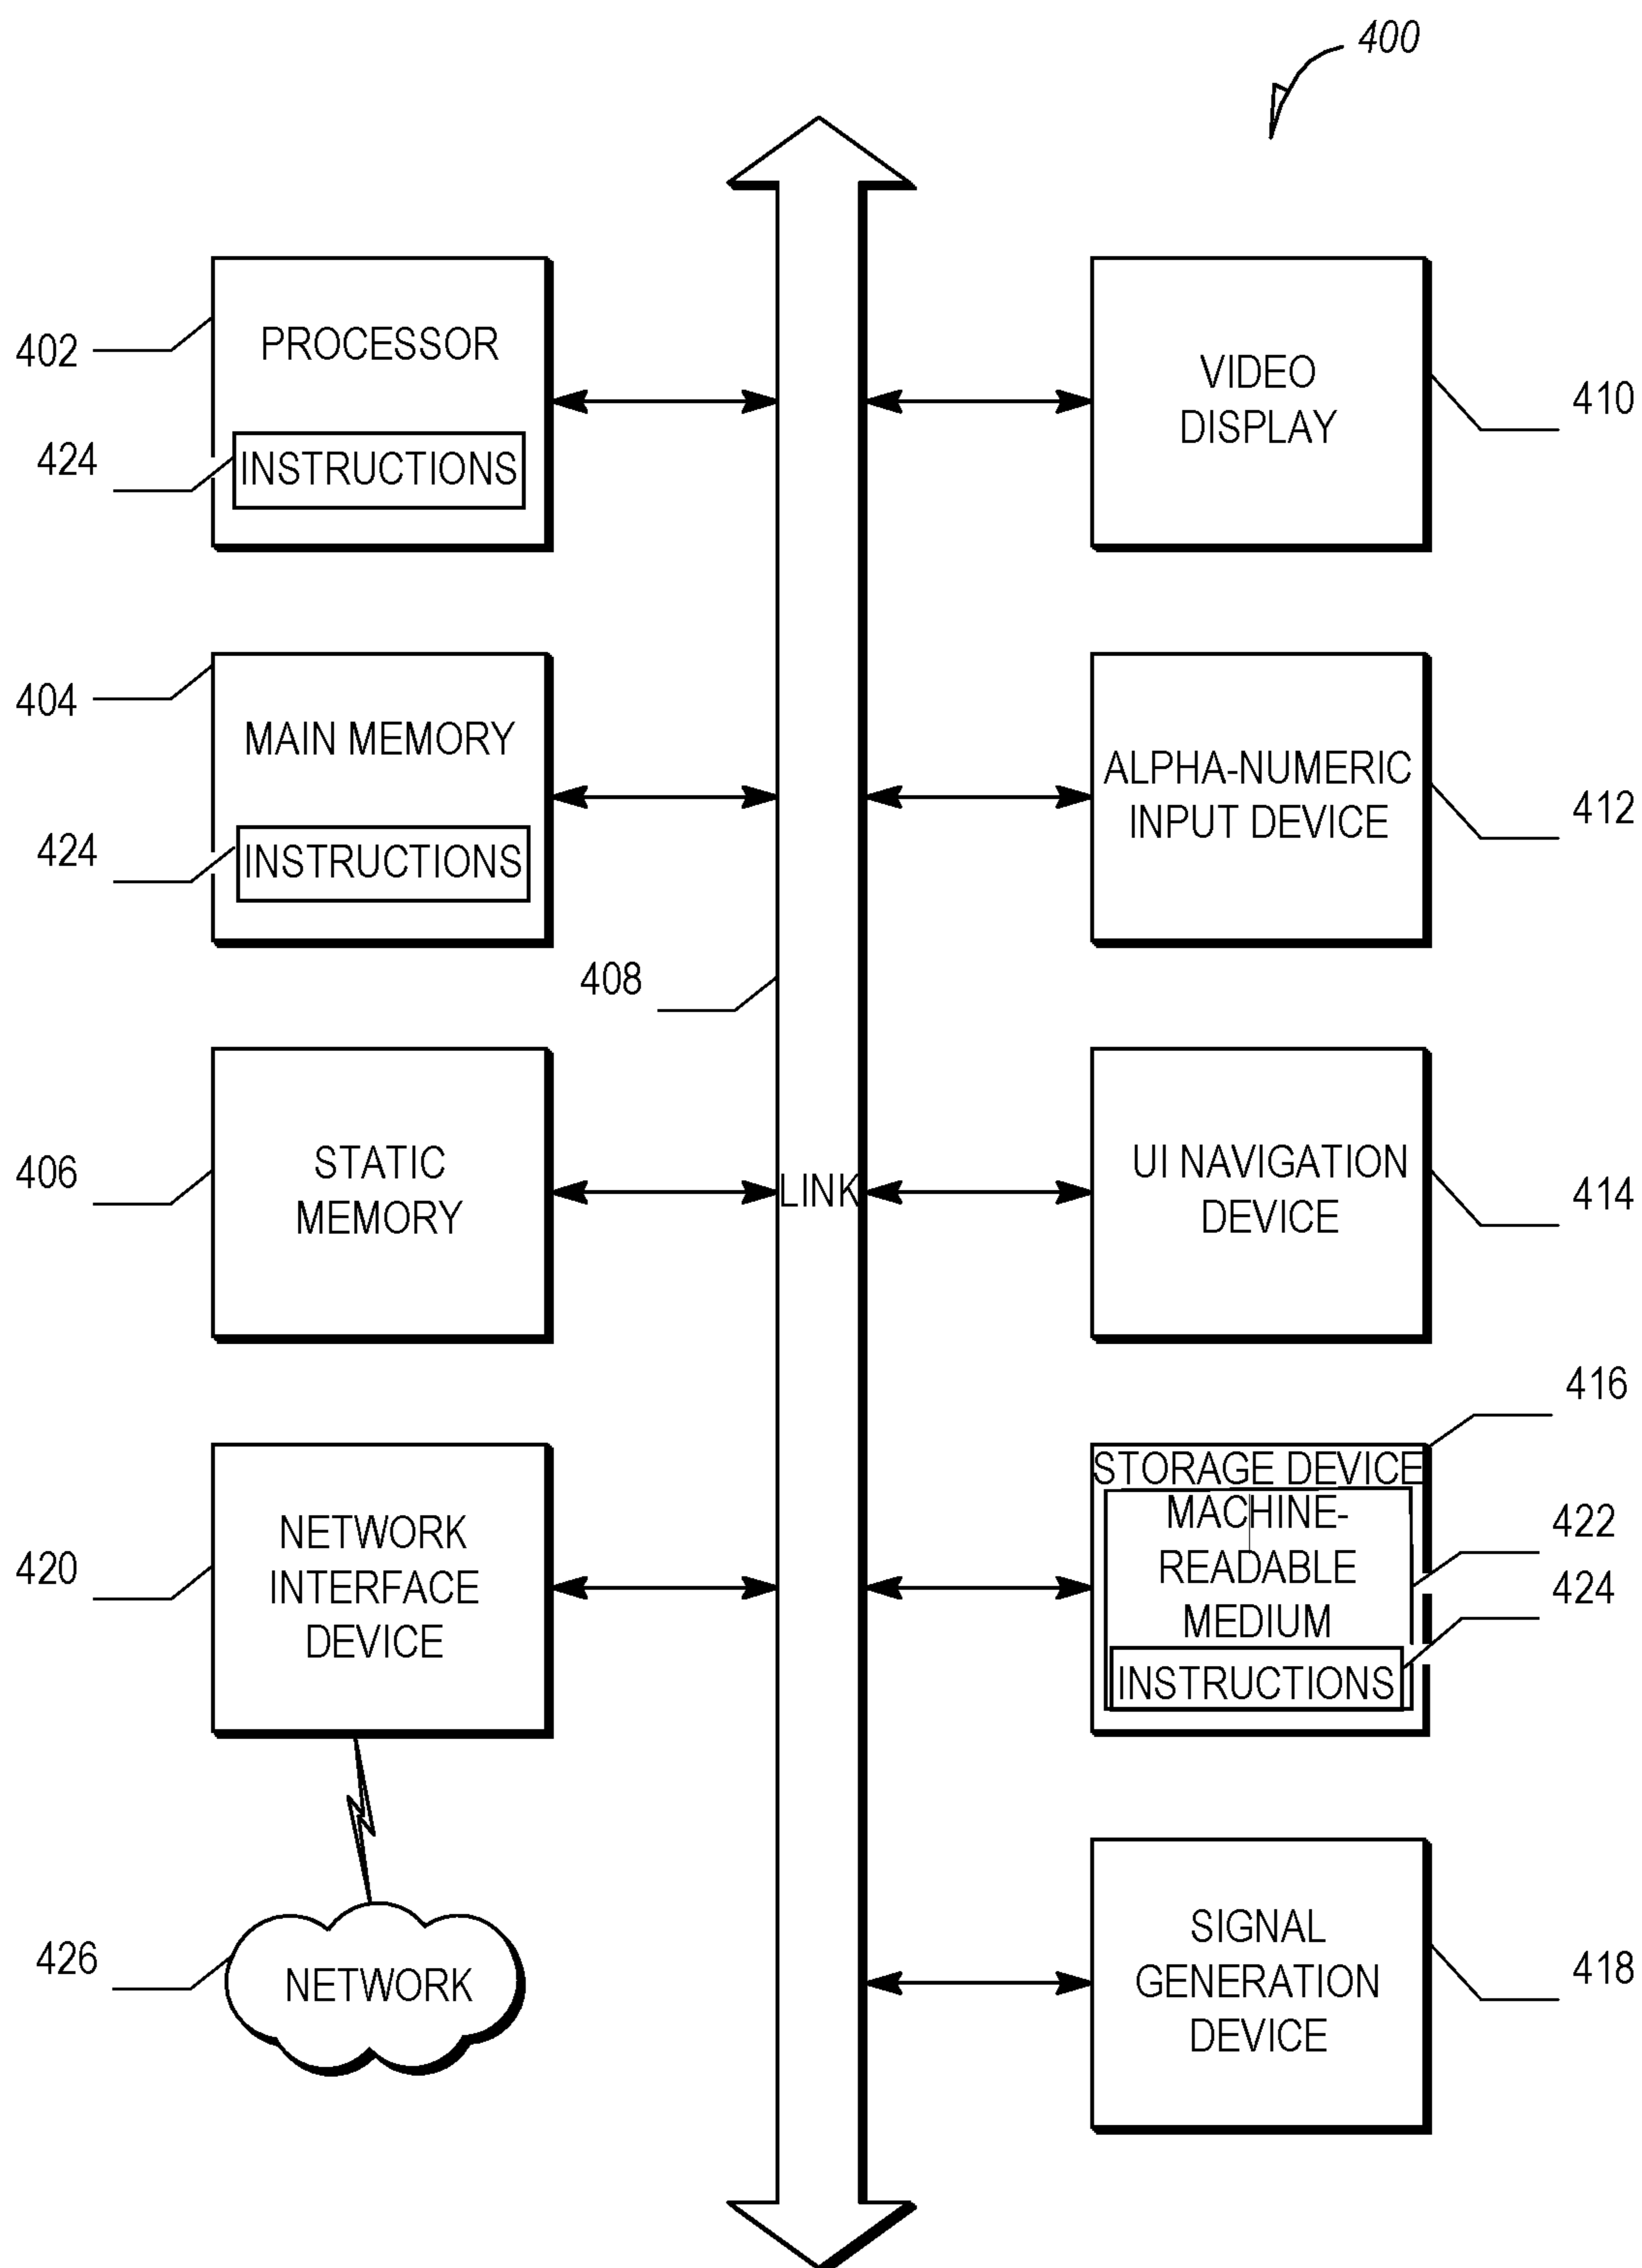 400
402
PROCESSOR
424
INSTRUCTIONS
VIDEO
DISPLAY
410
404
MAIN MEMORY
424
INSTRUCTIONS
ALPHA-NUMERIC
INPUT DEVICE
412
408
406
STATIC
MEMORY
LINK
UI NAVIGATION
DEVICE
414
420
NETWORK
INTERFACE
DEVICE
416
STORAGE DEVICE
MACHINE-
READABLE
MEDIUM
422
424
INSTRUCTIONS
426
NETWORK
SIGNAL
GENERATION
DEVICE
418